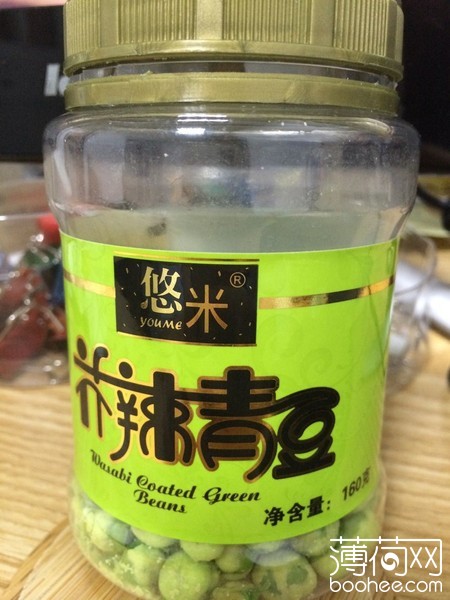 悠米®
YOUME
芥辣青豆
Wasabi Coated Green
Beans
净含量：160克
薄荷网
boohee.com